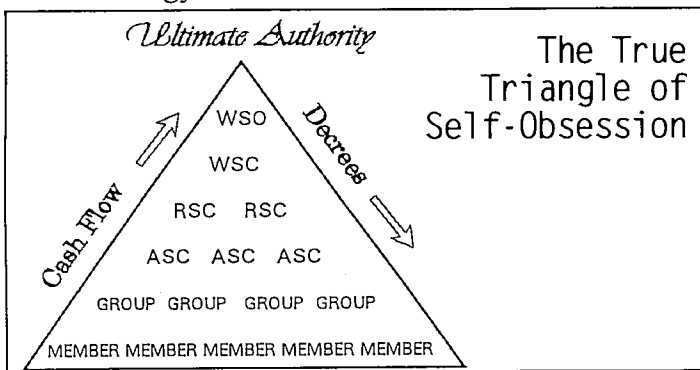 Ultimate Authority
The True
Triangle of
Self-Obsession
Cash Flow
Decrees
WSO
WSC
RSC RSC
ASC ASC ASC
GROUP GROUP GROUP GROUP
MEMBER MEMBER MEMBER MEMBER MEMBER